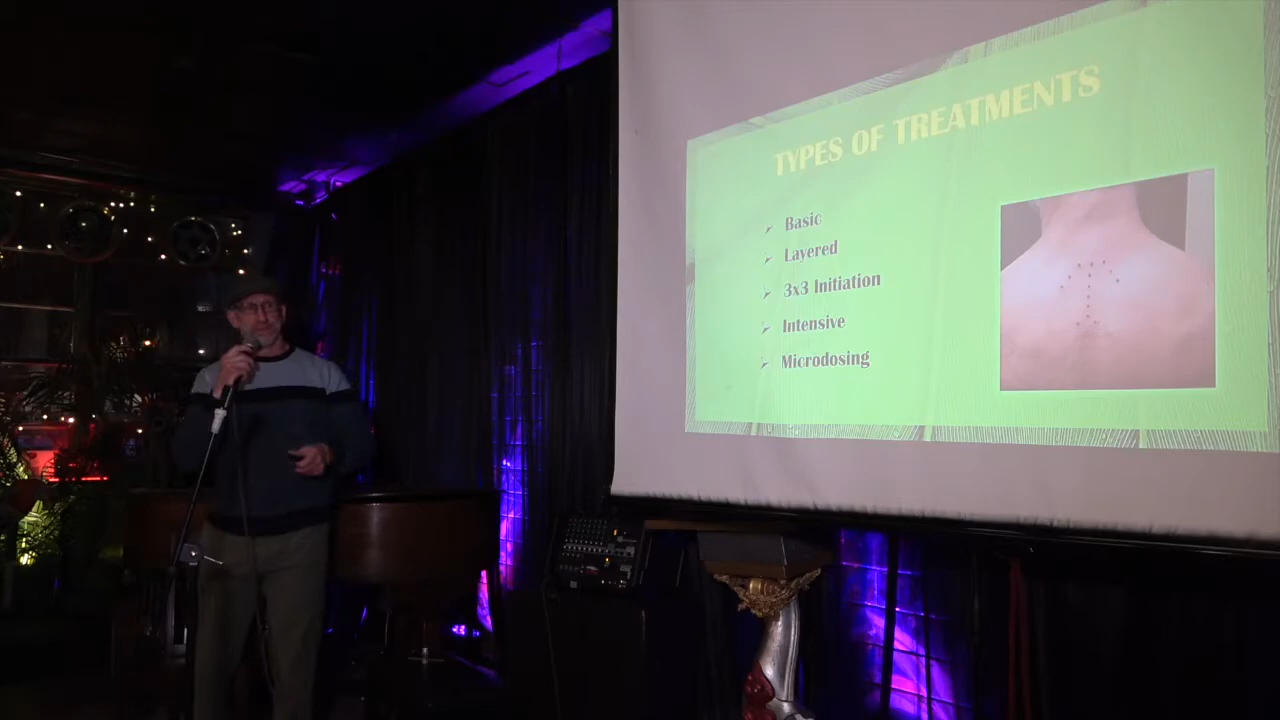 TYPES OF TREATMENTS
Basic
Layered
3x3 Initiation
Intensive
Microdosing